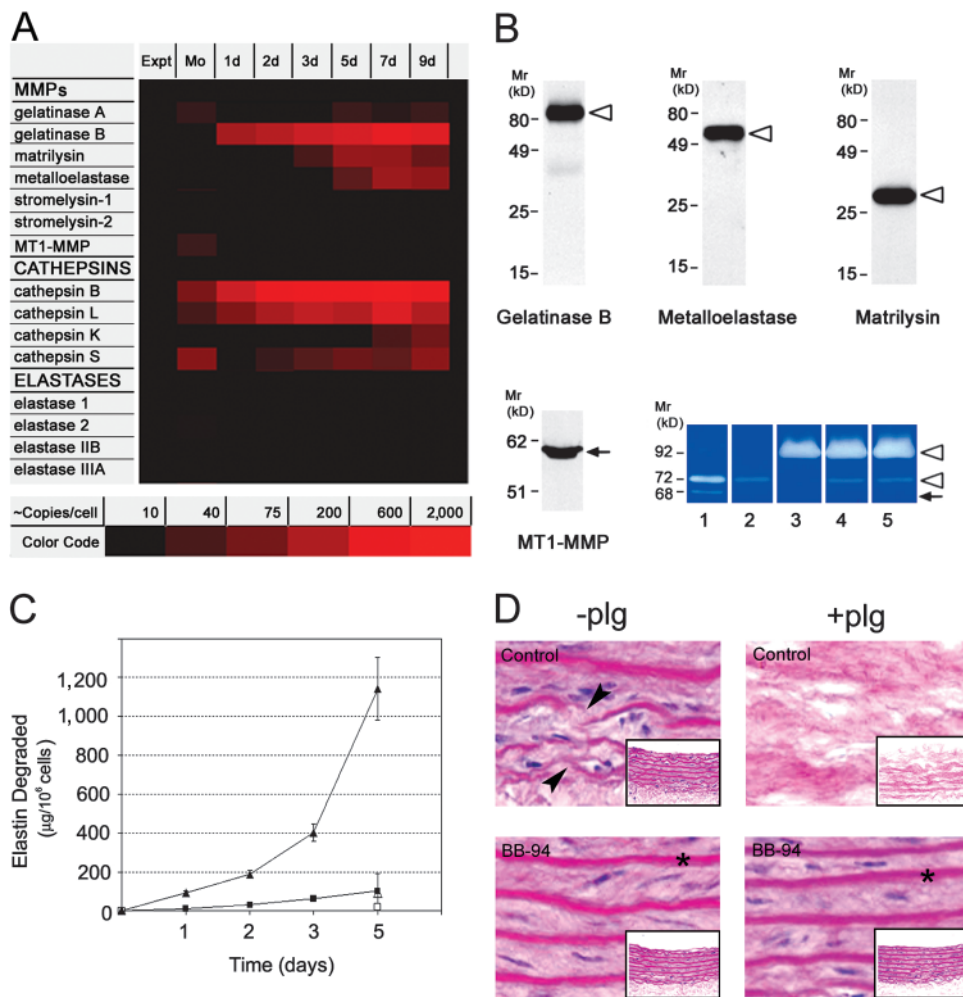 A
Expt Mo 1d 2d 3d 5d 7d 9d
MMPs
gelatinase A
gelatinase B
matrilysin
metalloelastase
stromelysin-1
stromelysin-2
MT1-MMP
CATHEPSINS
cathepsin B
cathepsin L
cathepsin K
cathepsin S
ELASTASES
elastase 1
elastase 2
elastase IIB
elastase IIIA
~Copies/cell 10 40 75 200 600 2,000
Color Code
B
Mr
(kD)
80
49
25
15
Gelatinase B
Mr
(kD)
80
49
25
15
Metalloelastase
Mr
(kD)
80
49
25
15
Matrilysin
Mr
(kD)
62
51
MT1-MMP
Mr
(kD)
92
72
68
1 2 3 4 5
C
Elastin Degraded
(µg/10⁶ cells)
1,200
1,000
800
600
400
200
0
1 2 3 5
Time (days)
D
-plg +plg
Control
Control
BB-94
*
BB-94
*